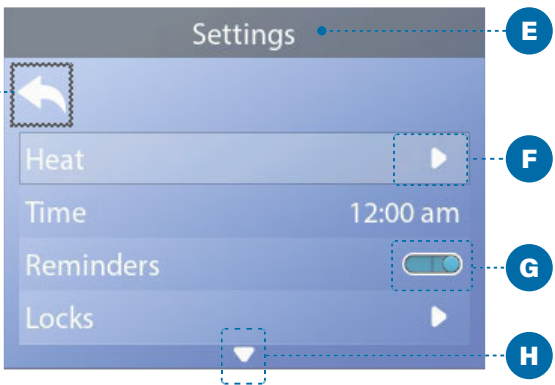 Settings
E
Heat
F
Time 12:00 am
Reminders
G
Locks
H